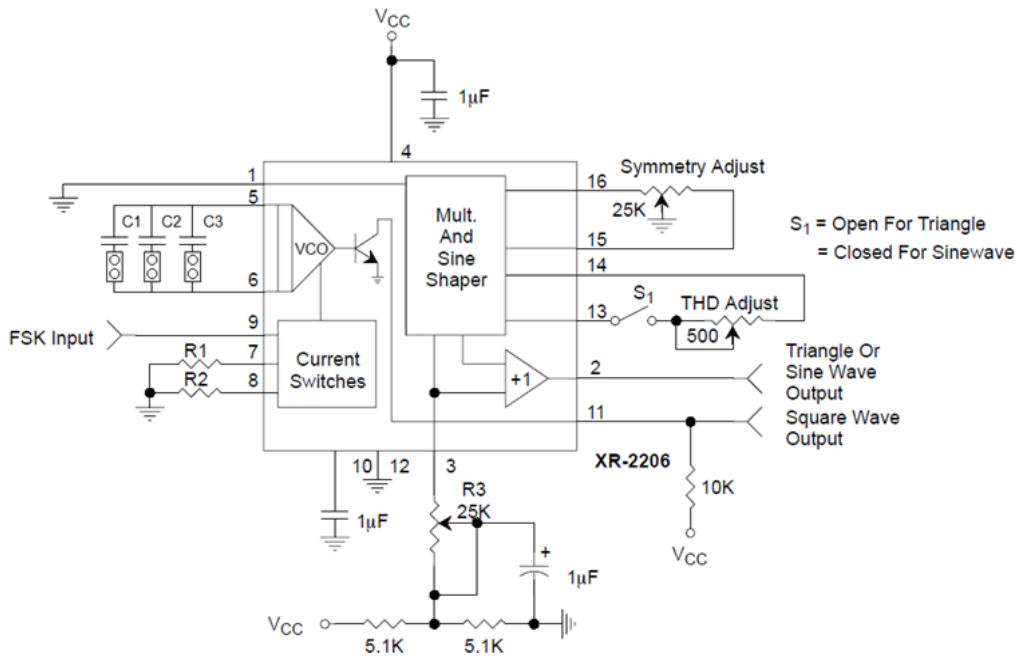 VCC
1μF
4
1
16
Symmetry Adjust
5
C1 C2 C3
25K
S1 = Open For Triangle
= Closed For Sinewave
Mult.
And
Sine
Shaper
VCO
15
14
6
13
S1
THD Adjust
500
9
FSK Input
7
R1
Current
Switches
8
R2
+1
2
Triangle Or
Sine Wave
Output
11
Square Wave
Output
10 12 3
XR-2206
1μF
R3
25K
10K
VCC
+
1μF
VCC
5.1K 5.1K